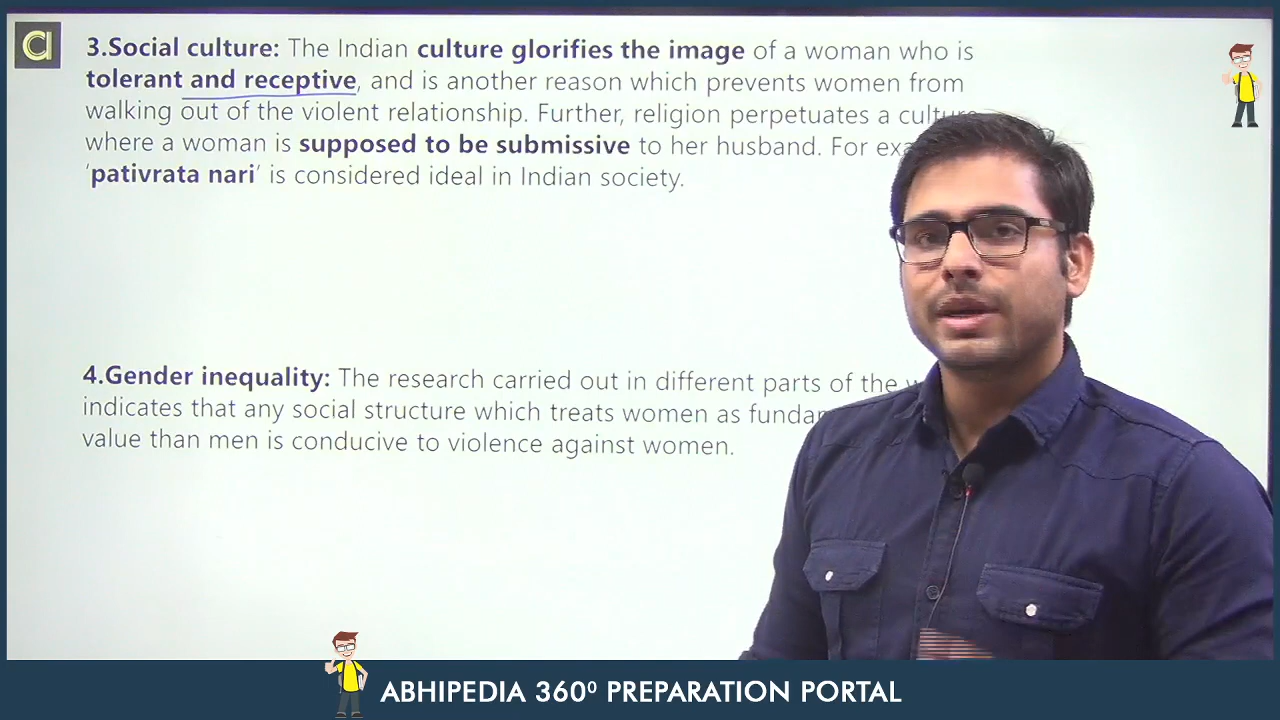 a
3.Social culture: The Indian culture glorifies the image of a woman who is
tolerant and receptive, and is another reason which prevents women from
walking out of the violent relationship. Further, religion perpetuates a culture
where a woman is supposed to be submissive to her husband. For exa
‘pativrata nari’ is considered ideal in Indian society.
4.Gender inequality: The research carried out in different parts of the w
indicates that any social structure which treats women as fundam
value than men is conducive to violence against women.
ABHIPEDIA 360⁰ PREPARATION PORTAL